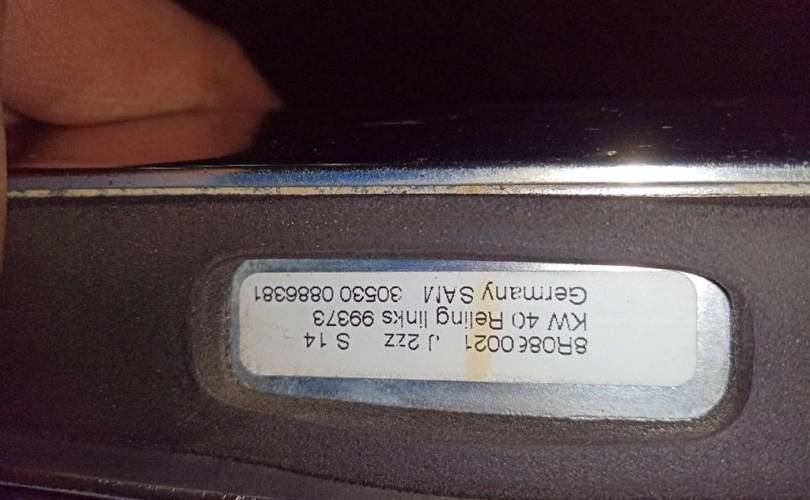 8R0860021 J 2ZZ S 14
KW 40 Reling links 99373
Germany SAM 30530 0886381